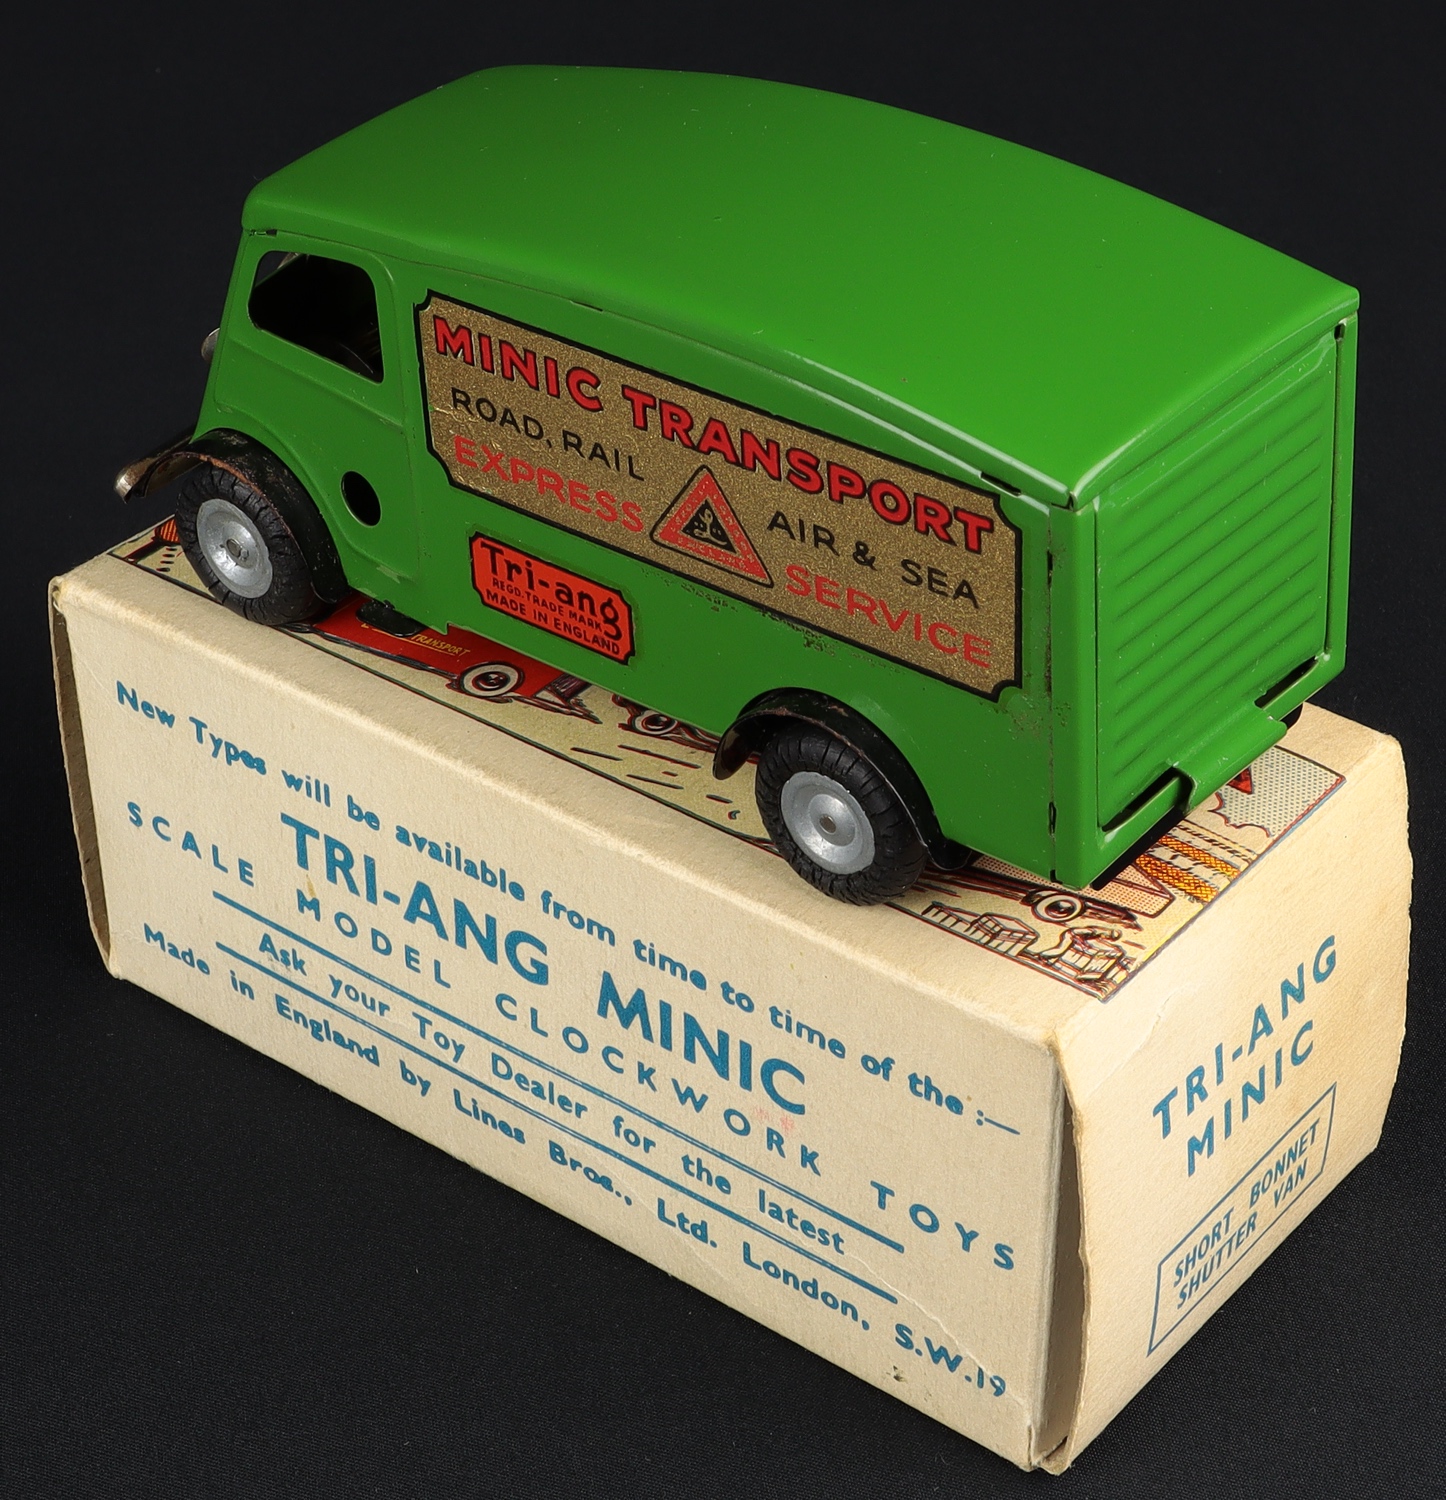 MINIC TRANSPORT
ROAD, RAIL AIR & SEA
EXPRESS SERVICE
Tri-ang
REGD. TRADE MARK
MADE IN ENGLAND
TRANSPORT
New Types will be available from time to time of the :—
TRI-ANG MINIC
SCALE MODEL CLOCKWORK TOYS
Ask your Toy Dealer for the latest
Made in England by Lines Bros., Ltd. London, S.W.19
TRI-ANG
MINIC
SHORT BONNET
SHUTTER VAN